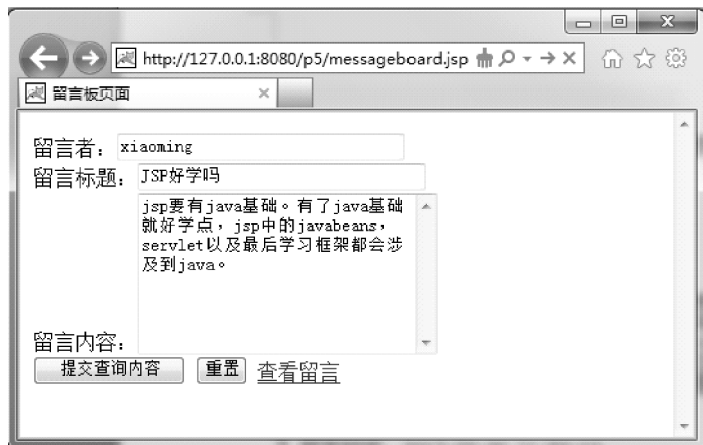 http://127.0.0.1:8080/p5/messageboard.jsp
留言板页面
留言者：xiaoming
留言标题：JSP好学吗
jsp要有java基础。有了java基础
就好学点，jsp中的javabeans，
servlet以及最后学习框架都会涉
及到java。
留言内容：
提交查询内容 重置 查看留言